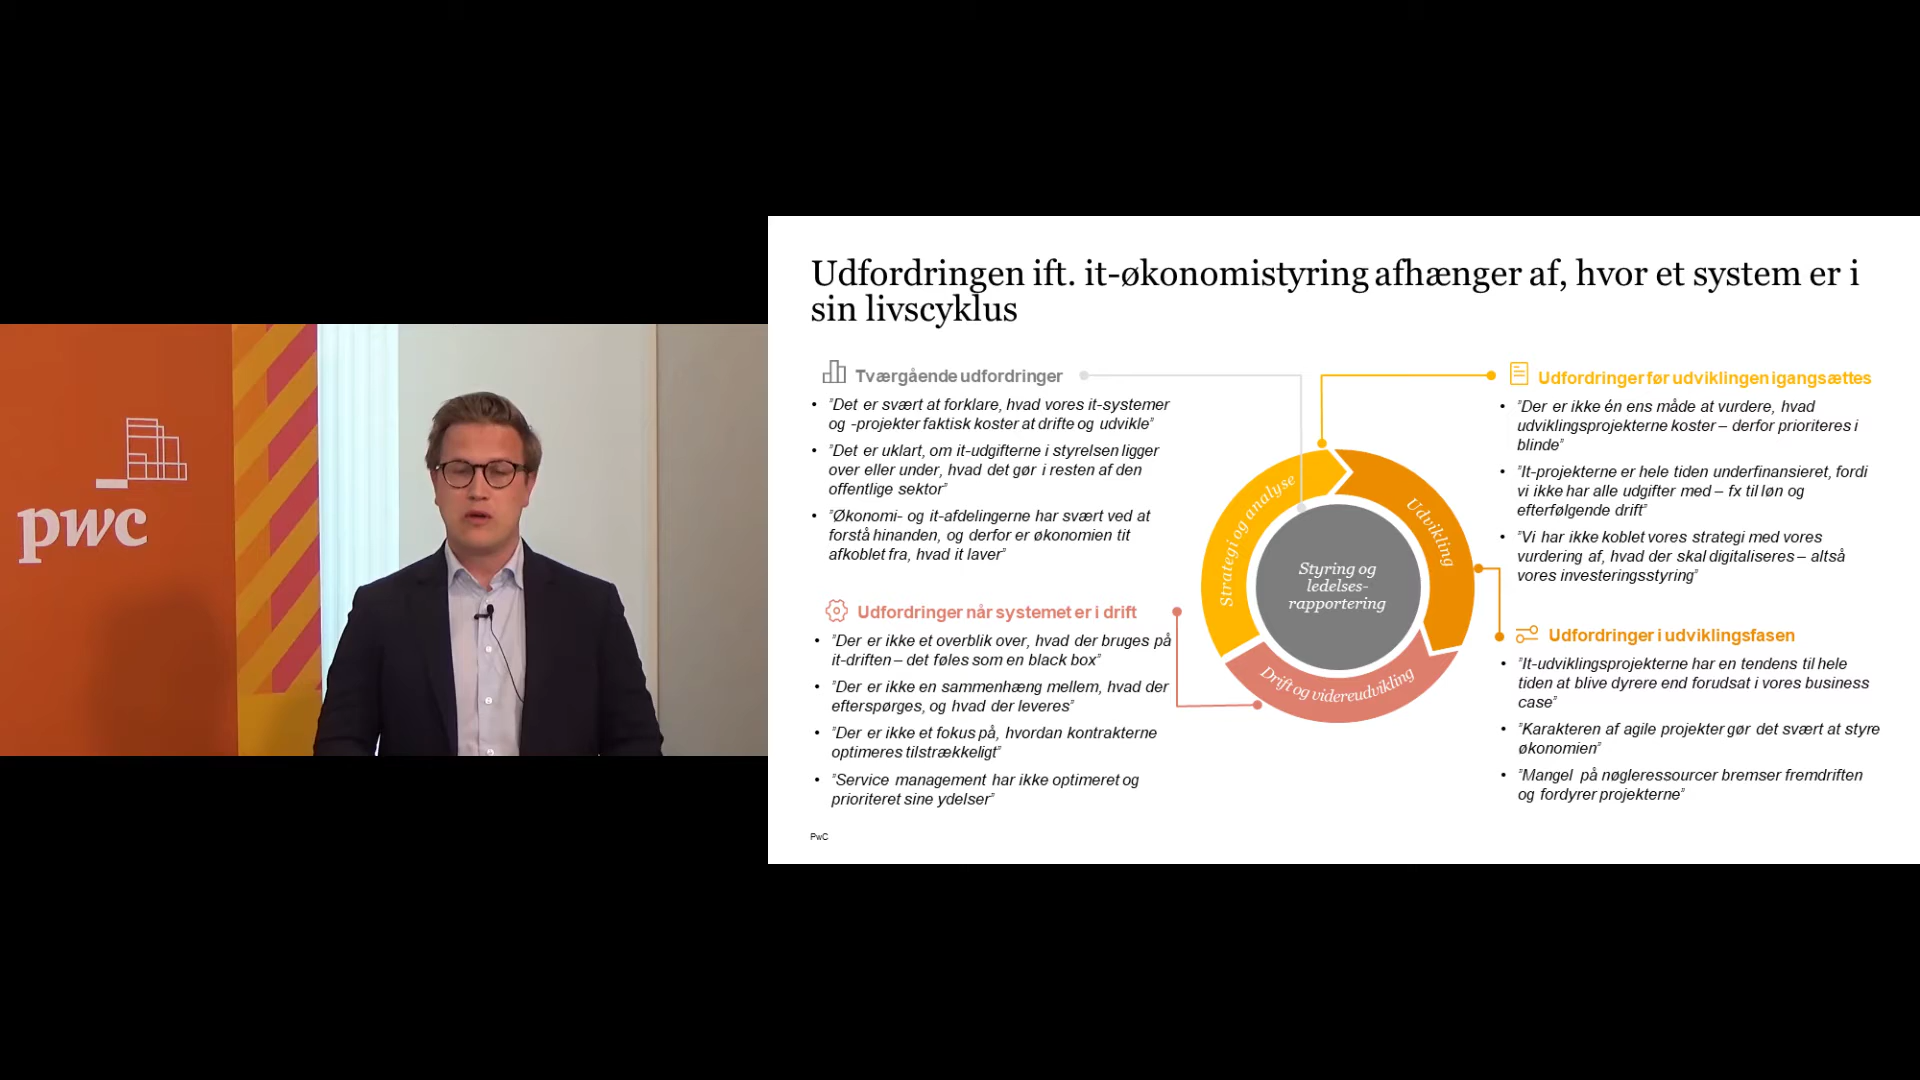 pwc
Udfordringen ift. it-økonomistyring afhænger af, hvor et system er i
sin livscyklus
Tværgående udfordringer
• ”Det er svært at forklare, hvad vores it-systemer
og -projekter faktisk koster at drifte og udvikle”
• ”Det er uklart, om it-udgifterne i styrelsen ligger
over eller under, hvad det gør i resten af den
offentlige sektor”
• ”Økonomi- og it-afdelingerne har svært ved at
forstå hinanden, og derfor er økonomien tit
afkoblet fra, hvad it laver”
Udfordringer når systemet er i drift
• ”Der er ikke et overblik over, hvad der bruges på
it-driften – det føles som en black box”
• ”Der er ikke en sammenhæng mellem, hvad der
efterspørges, og hvad der leveres”
• ”Der er ikke et fokus på, hvordan kontrakterne
optimeres tilstrækkeligt”
• ”Service management har ikke optimeret og
prioriteret sine ydelser”
Strategi og analyse
Udvikling
Drift og videreudvikling
Styring og
ledelses-
rapportering
Udfordringer før udviklingen igangsættes
• ”Der er ikke én ens måde at vurdere, hvad
udviklingsprojekterne koster – derfor prioriteres i
blinde”
• ”It-projekterne er hele tiden underfinansieret, fordi
vi ikke har alle udgifter med – fx til løn og
efterfølgende drift”
• ”Vi har ikke koblet vores strategi med vores
vurdering af, hvad der skal digitaliseres – altså
vores investeringsstyring”
Udfordringer i udviklingsfasen
• ”It-udviklingsprojekterne har en tendens til hele
tiden at blive dyrere end forudsat i vores business
case”
• ”Karakteren af agile projekter gør det svært at styre
økonomien”
• ”Mangel på nøgleressourcer bremser fremdriften
og fordyrer projekterne”
PwC